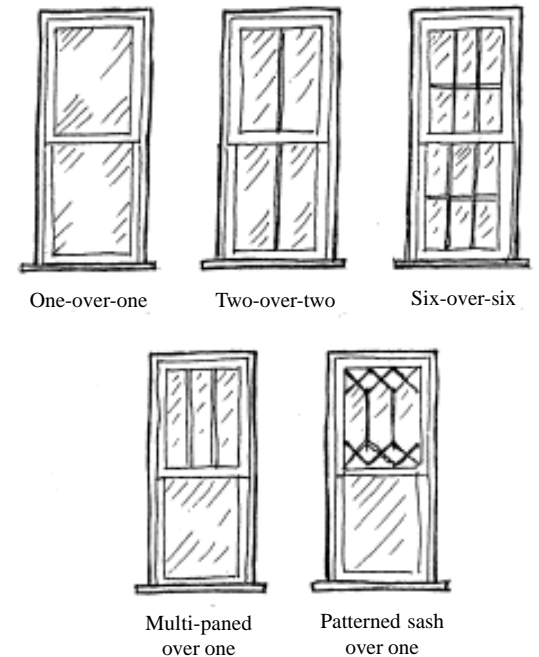 One-over-one
Two-over-two
Six-over-six
Multi-paned
over one
Patterned sash
over one